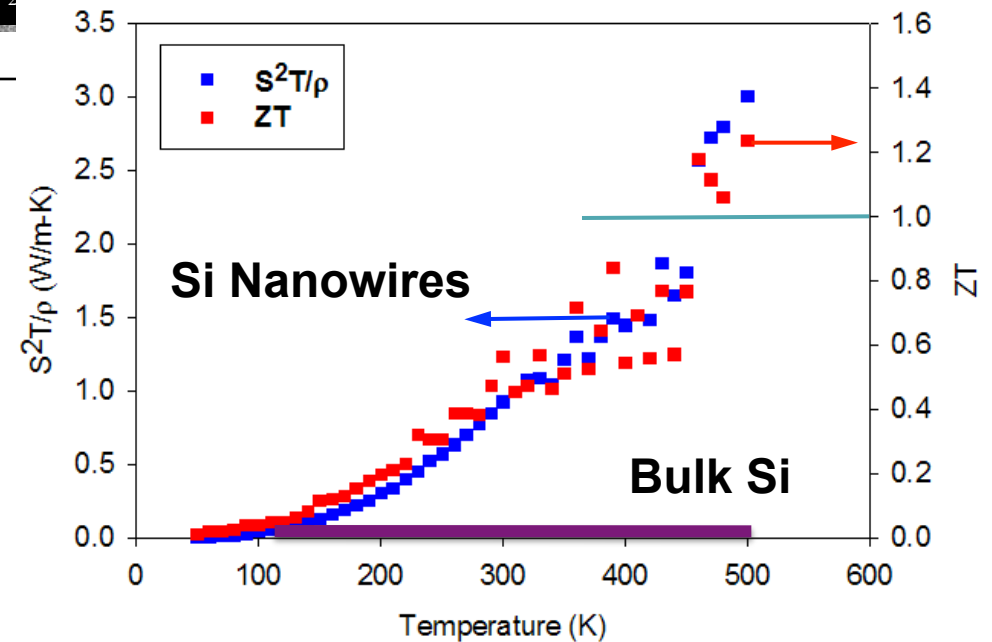 2
3.5
3.0
2.5
2.0
1.5
1.0
0.5
0.0
S²T/ρ (W/m-K)
S²T/ρ
ZT
Si Nanowires
Bulk Si
1.6
1.4
1.2
1.0
0.8
0.6
0.4
0.2
0.0
ZT
0 100 200 300 400 500 600
Temperature (K)